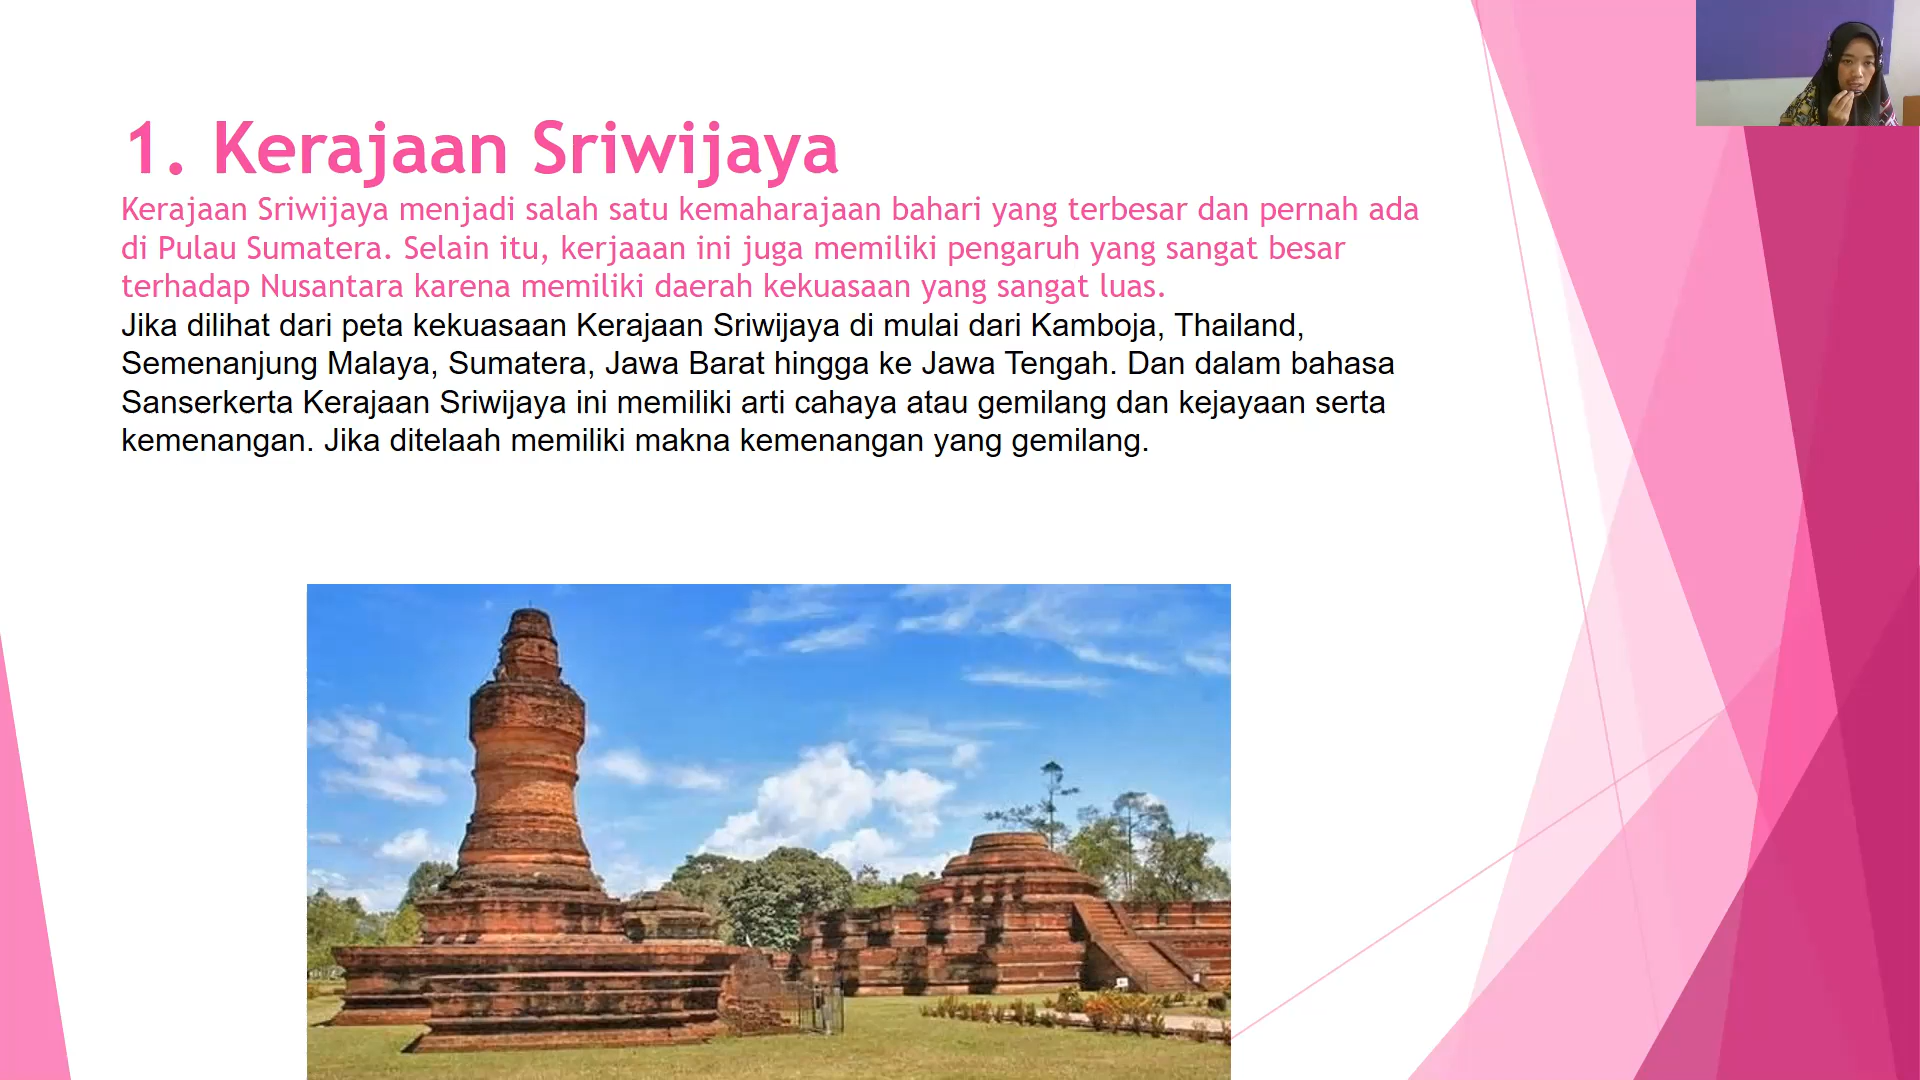 1. Kerajaan Sriwijaya
Kerajaan Sriwijaya menjadi salah satu kemaharajaan bahari yang terbesar dan pernah ada
di Pulau Sumatera. Selain itu, kerjaaan ini juga memiliki pengaruh yang sangat besar
terhadap Nusantara karena memiliki daerah kekuasaan yang sangat luas.
Jika dilihat dari peta kekuasaan Kerajaan Sriwijaya di mulai dari Kamboja, Thailand,
Semenanjung Malaya, Sumatera, Jawa Barat hingga ke Jawa Tengah. Dan dalam bahasa
Sanserkerta Kerajaan Sriwijaya ini memiliki arti cahaya atau gemilang dan kejayaan serta
kemenangan. Jika ditelaah memiliki makna kemenangan yang gemilang.